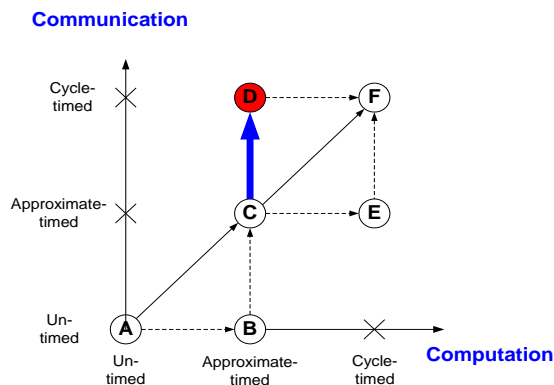 Communication
Cycle-
timed
D
F
Approximate-
timed
C
E
Un-
timed
A
B
Un-
timed
Approximate-
timed
Cycle-
timed
Computation